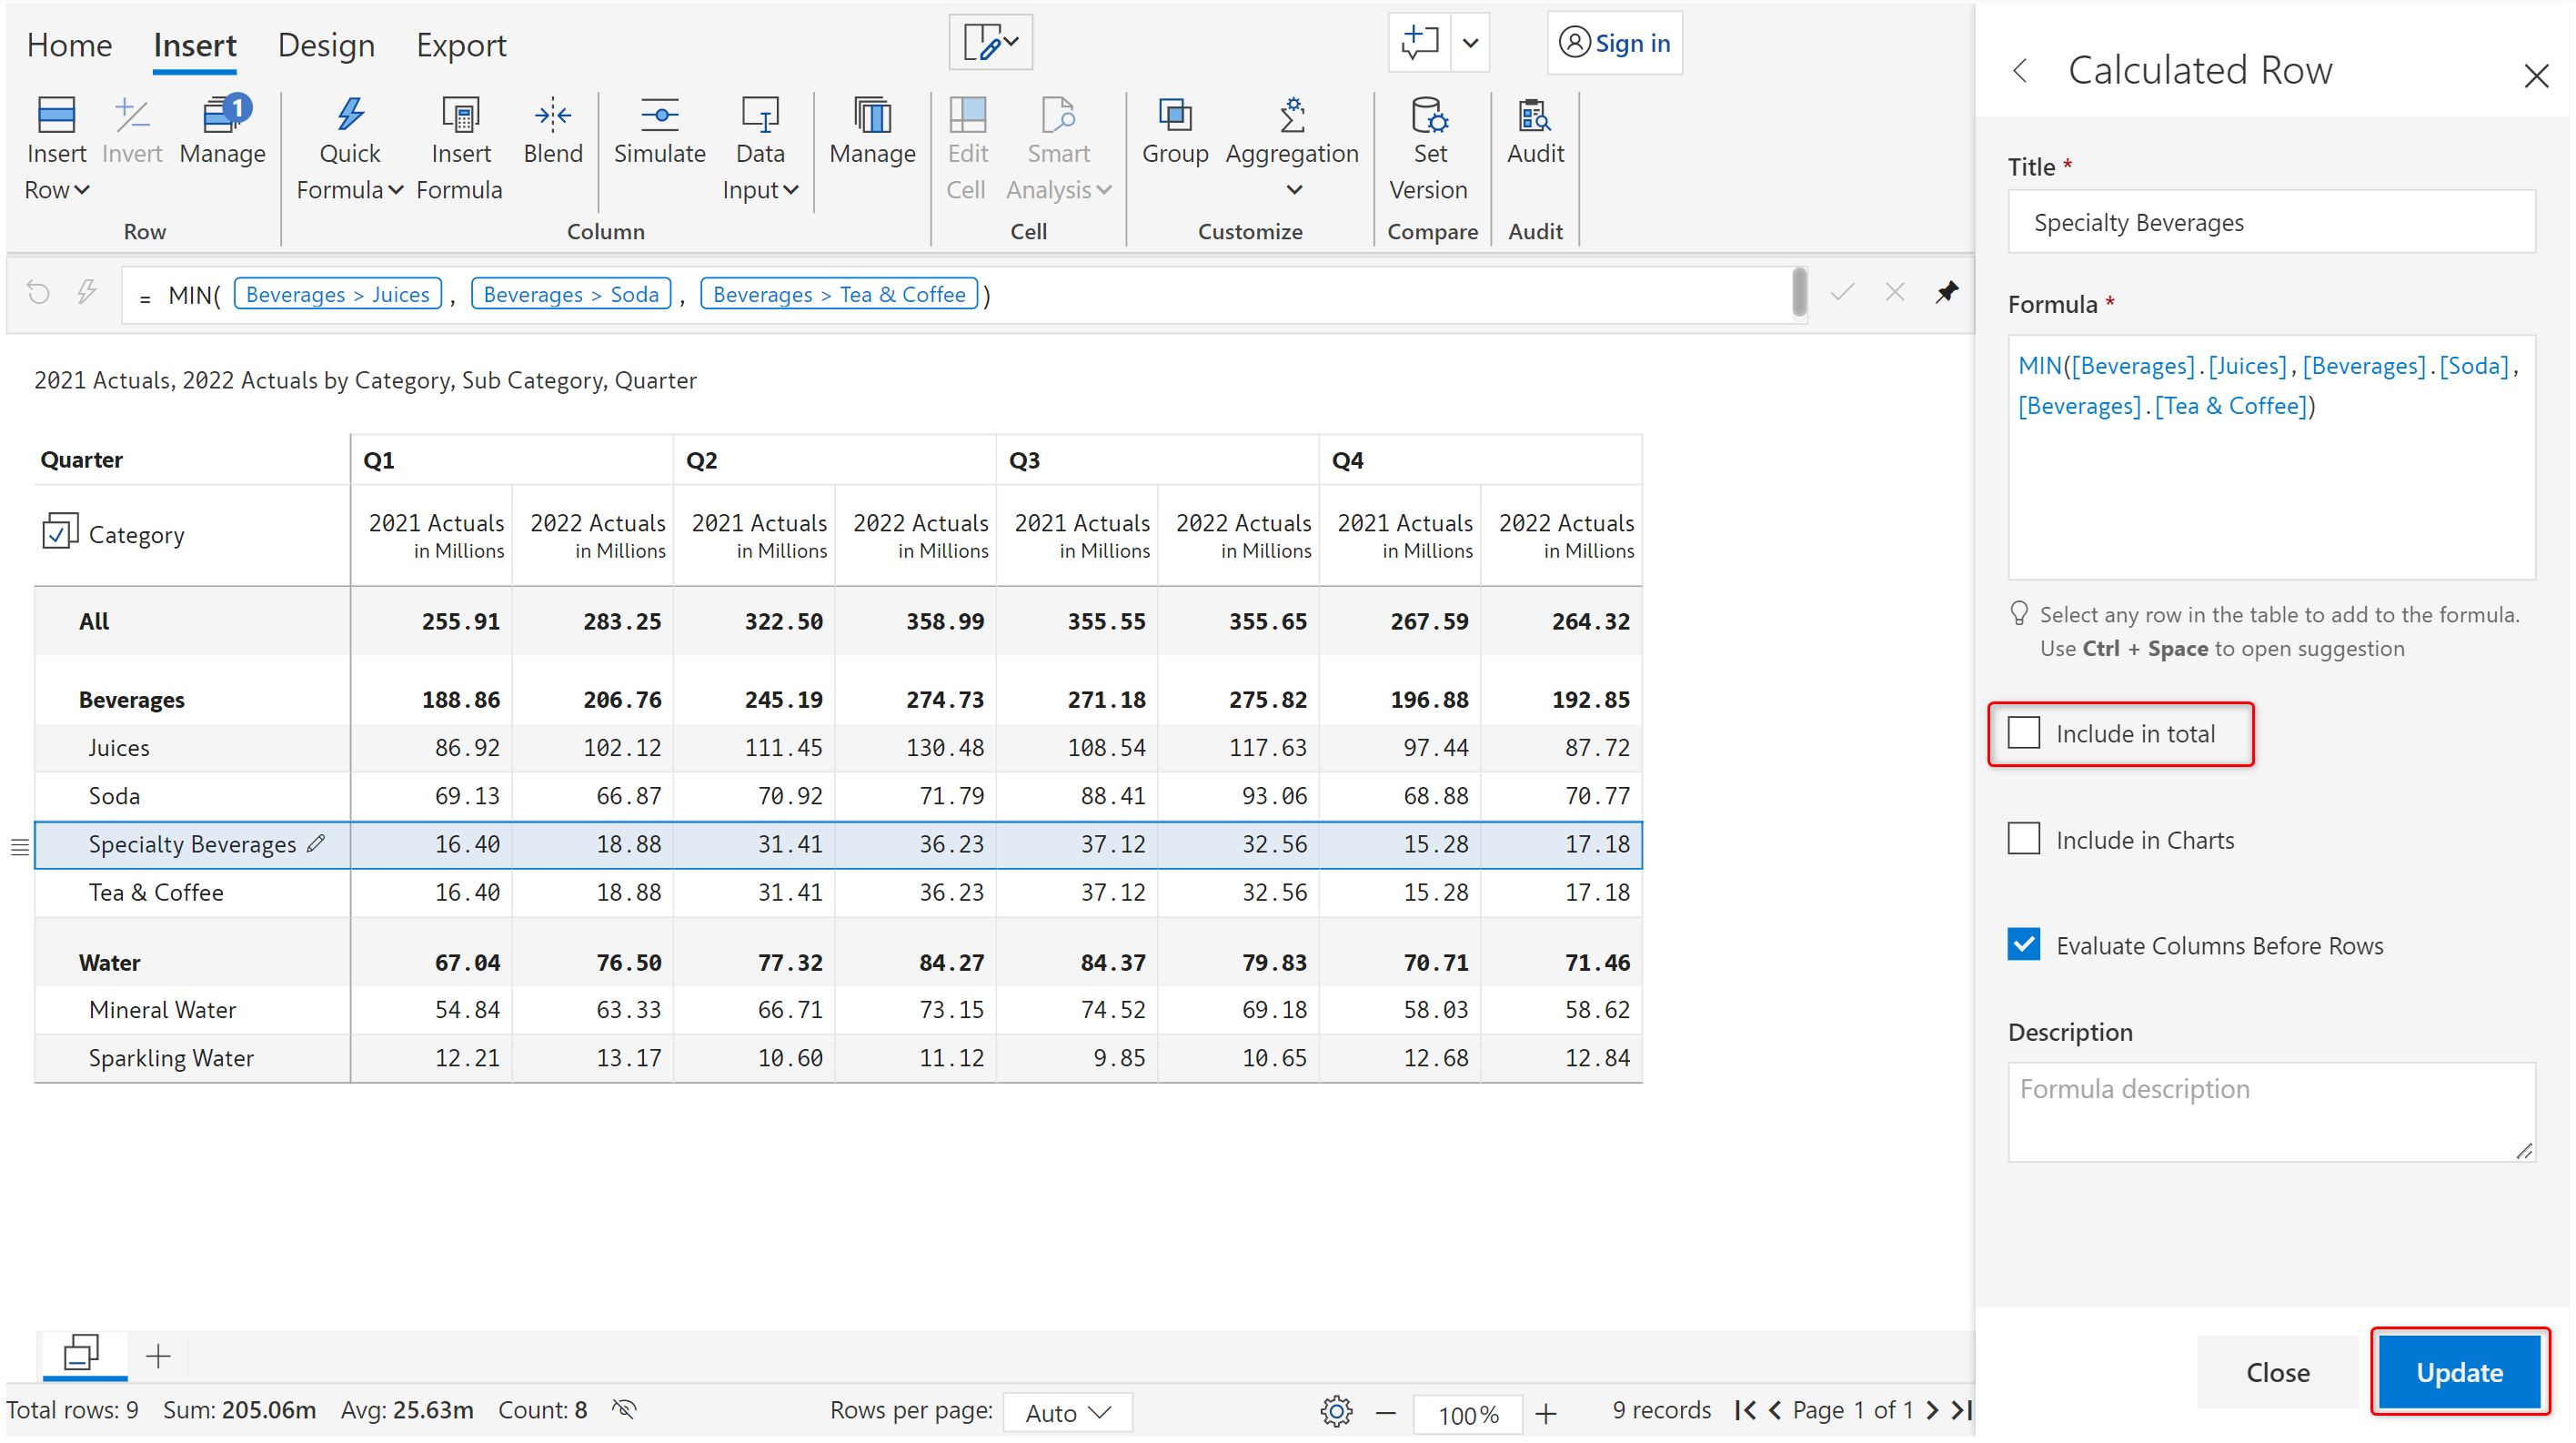 Home Insert Design Export Sign in
Insert Row Invert Manage 1 Quick Formula Insert Formula Blend Simulate Data Input Manage Edit Cell Smart Analysis Group Aggregation Set Version Audit
Row Column Cell Customize Compare Audit
= MIN( Beverages > Juices , Beverages > Soda , Beverages > Tea & Coffee )
2021 Actuals, 2022 Actuals by Category, Sub Category, Quarter
Quarter Q1 Q2 Q3 Q4
Category 2021 Actuals 2022 Actuals 2021 Actuals 2022 Actuals 2021 Actuals 2022 Actuals 2021 Actuals 2022 Actuals
in Millions in Millions in Millions in Millions in Millions in Millions in Millions in Millions
All 255.91 283.25 322.50 358.99 355.55 355.65 267.59 264.32
Beverages 188.86 206.76 245.19 274.73 271.18 275.82 196.88 192.85
Juices 86.92 102.12 111.45 130.48 108.54 117.63 97.44 87.72
Soda 69.13 66.87 70.92 71.79 88.41 93.06 68.88 70.77
Specialty Beverages 16.40 18.88 31.41 36.23 37.12 32.56 15.28 17.18
Tea & Coffee 16.40 18.88 31.41 36.23 37.12 32.56 15.28 17.18
Water 67.04 76.50 77.32 84.27 84.37 79.83 70.71 71.46
Mineral Water 54.84 63.33 66.71 73.15 74.52 69.18 58.03 58.62
Sparkling Water 12.21 13.17 10.60 11.12 9.85 10.65 12.68 12.84
Total rows: 9 Sum: 205.06m Avg: 25.63m Count: 8 Rows per page: Auto 100% 9 records Page 1 of 1
Calculated Row
Title *
Specialty Beverages
Formula *
MIN([Beverages].[Juices],[Beverages].[Soda],
[Beverages].[Tea & Coffee])
Select any row in the table to add to the formula.
Use Ctrl + Space to open suggestion
Include in total
Include in Charts
Evaluate Columns Before Rows
Description
Formula description
Close Update